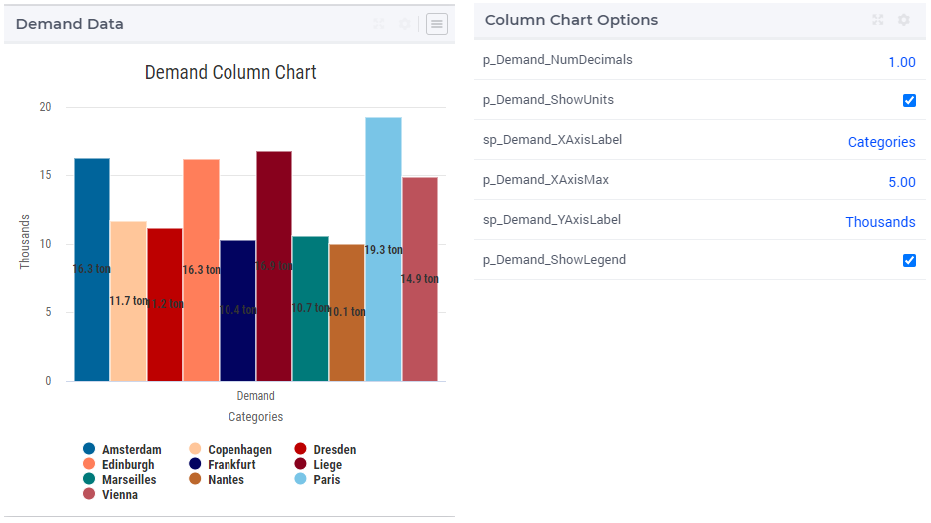 Demand Data
Demand Column Chart
20
15
10
5
0
Thousands
16.3 ton
11.7 ton
11.2 ton
16.3 ton
10.4 ton
10.7 ton
10.1 ton
19.3 ton
14.9 ton
Demand
Categories
Amsterdam Copenhagen Dresden
Edinburgh Frankfurt Liege
Marseilles Nantes Paris
Vienna
Column Chart Options
p_Demand_NumDecimals 1.00
p_Demand_ShowUnits
sp_Demand_XAxisLabel Categories
p_Demand_XAxisMax 5.00
sp_Demand_YAxisLabel Thousands
p_Demand_ShowLegend